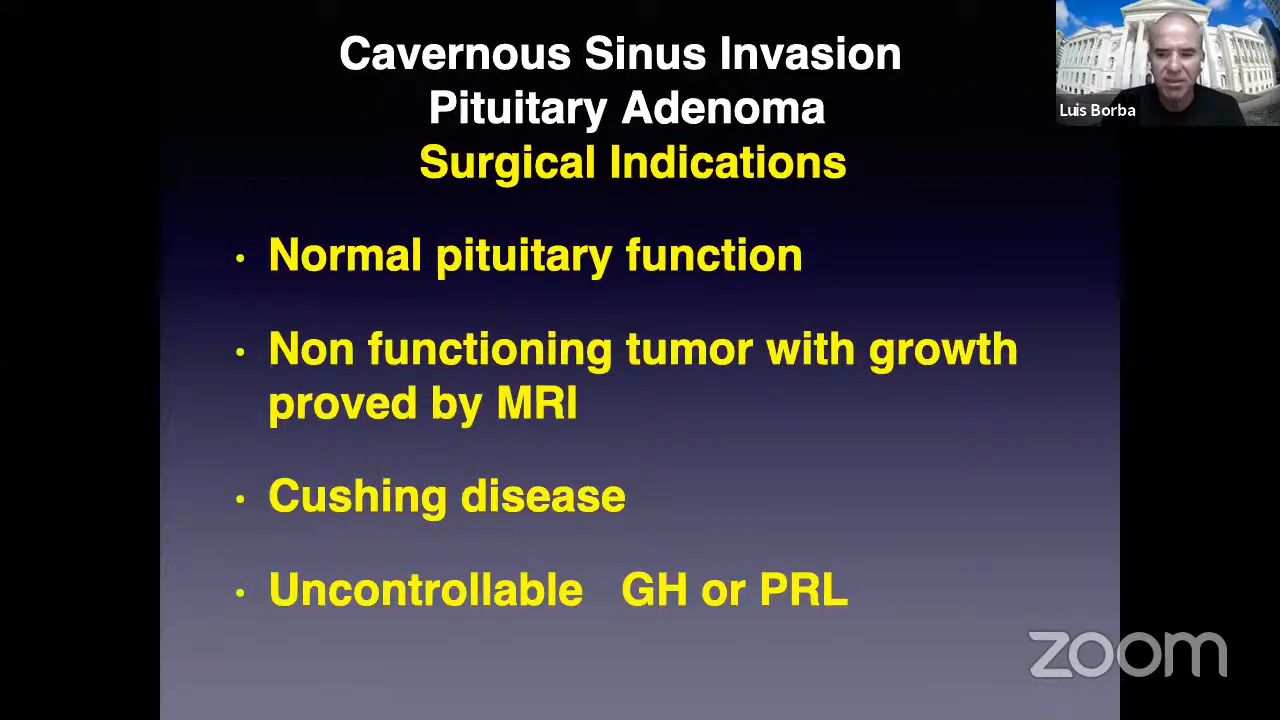 Cavernous Sinus Invasion
Pituitary Adenoma
Surgical Indications
Luis Borba
• Normal pituitary function
• Non functioning tumor with growth
proved by MRI
• Cushing disease
• Uncontrollable GH or PRL
zoom